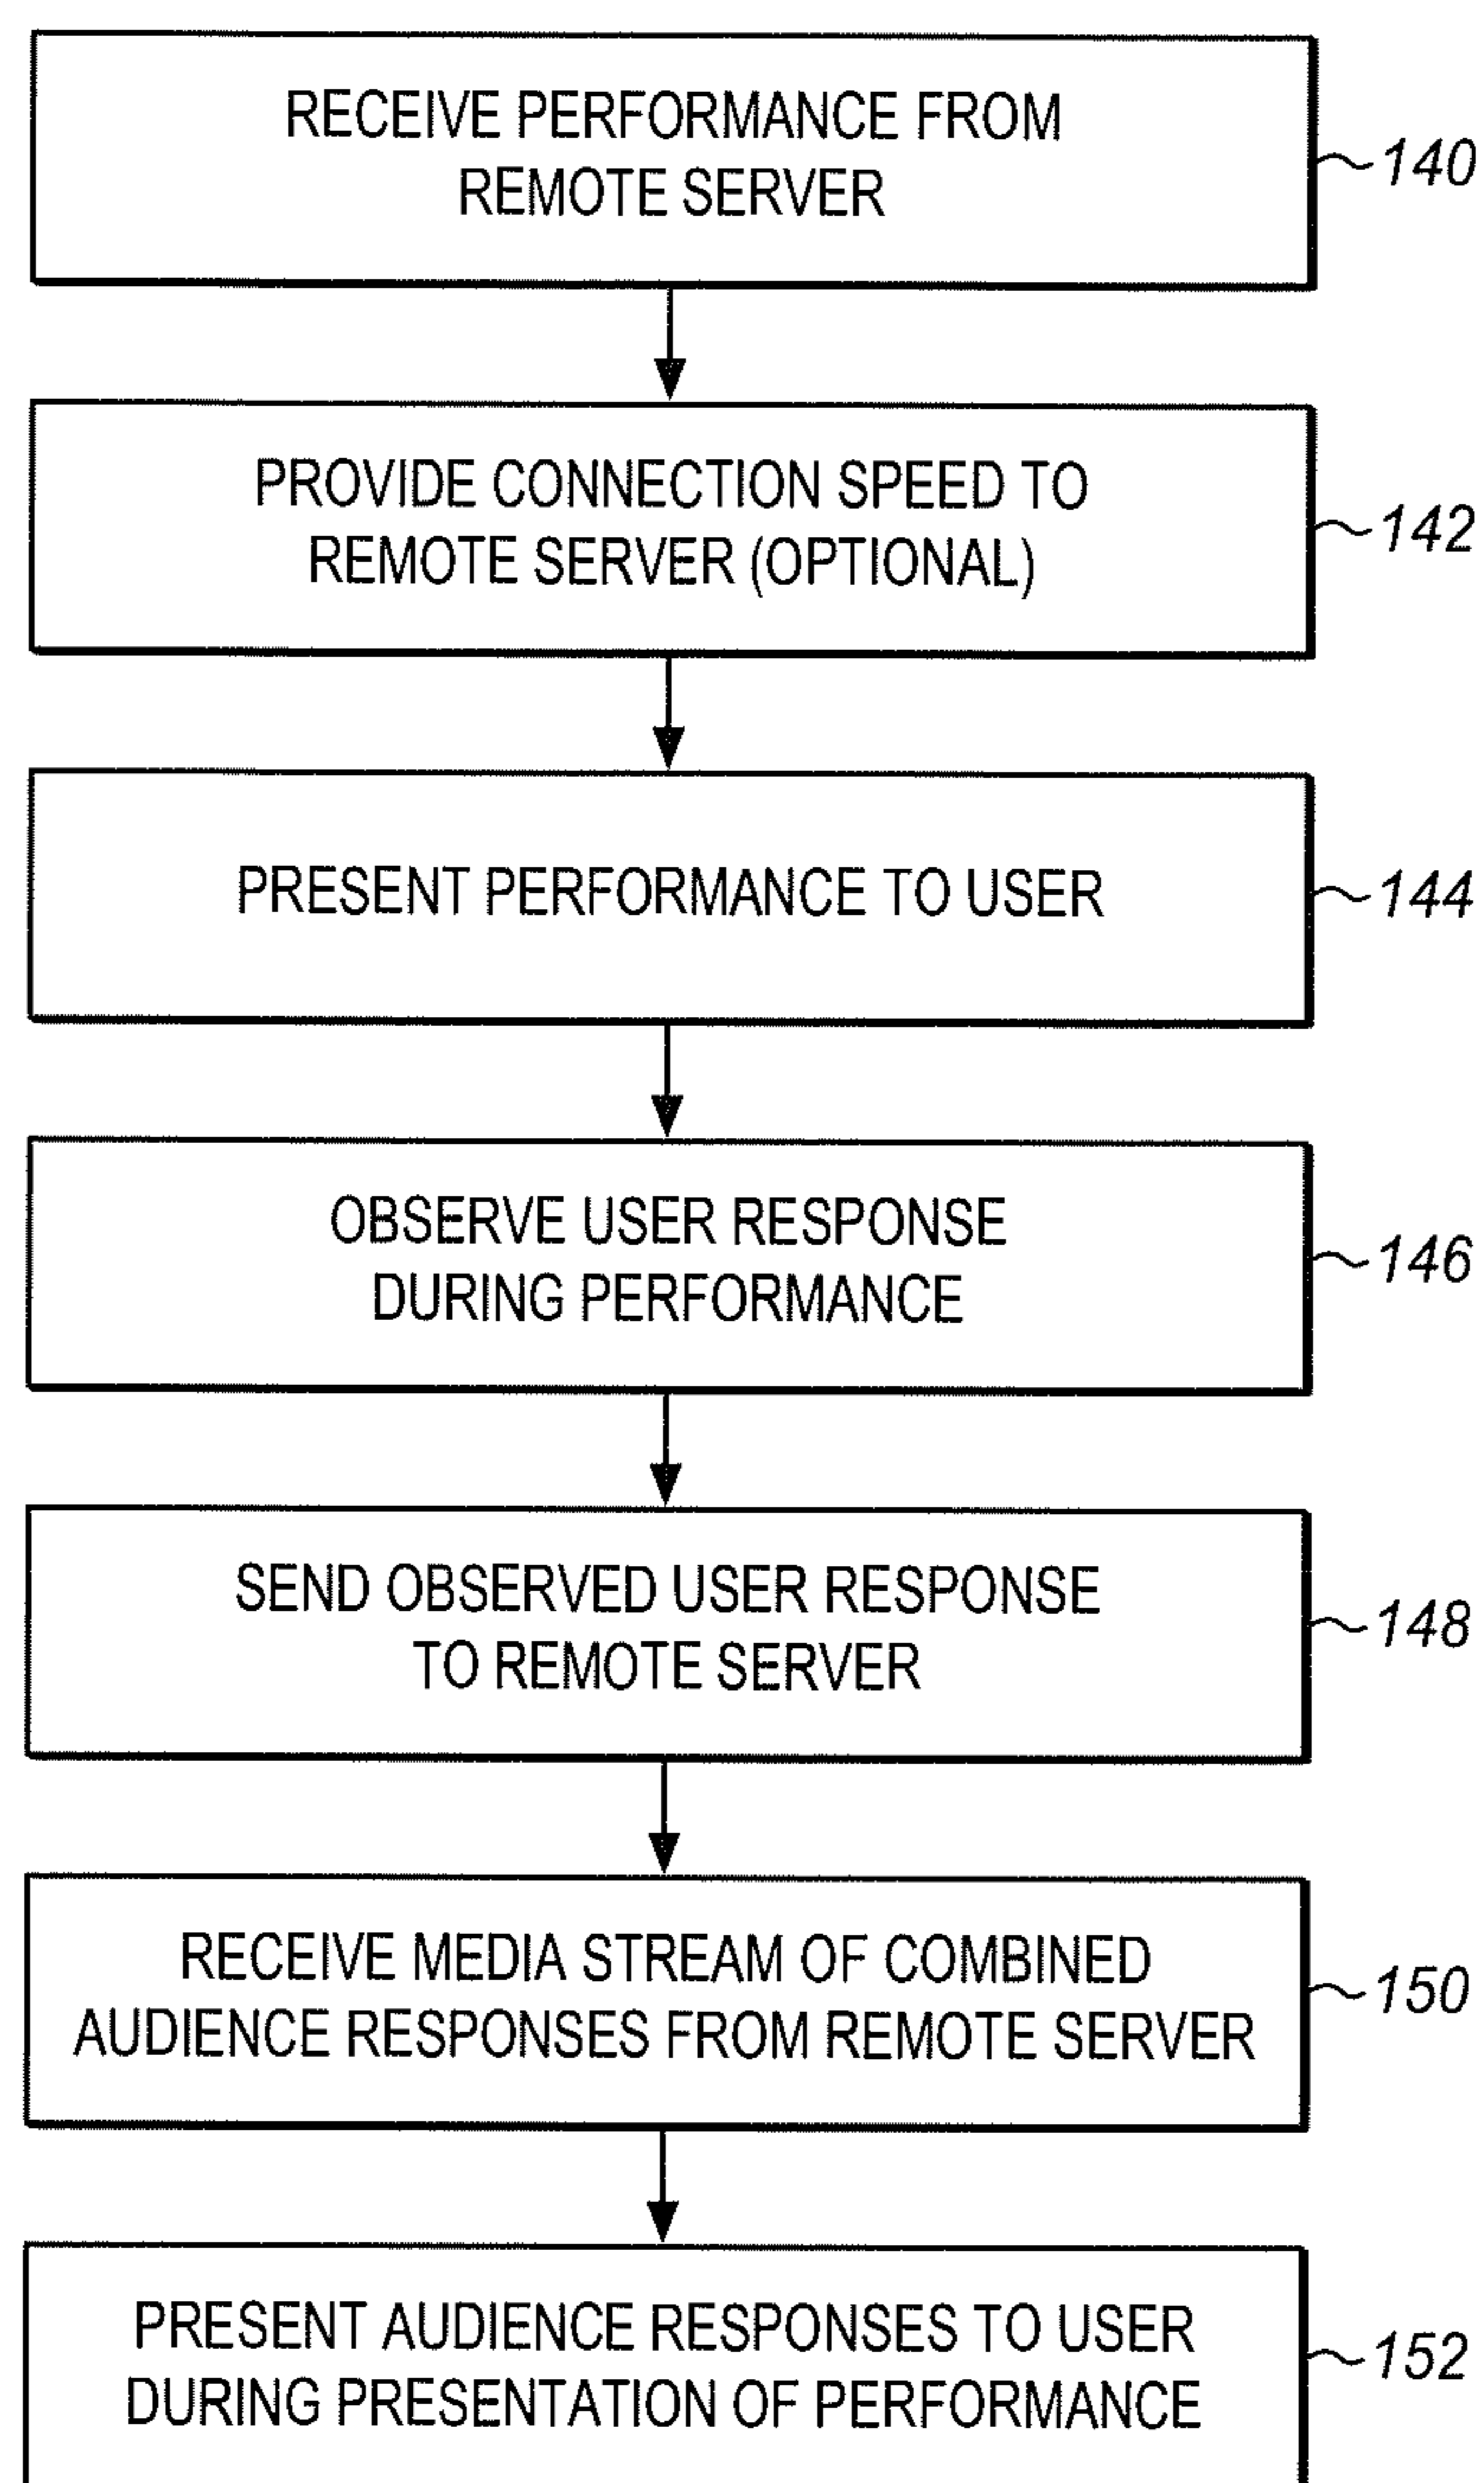 RECEIVE PERFORMANCE FROM
REMOTE SERVER
140
PROVIDE CONNECTION SPEED TO
REMOTE SERVER (OPTIONAL)
142
PRESENT PERFORMANCE TO USER
144
OBSERVE USER RESPONSE
DURING PERFORMANCE
146
SEND OBSERVED USER RESPONSE
TO REMOTE SERVER
148
RECEIVE MEDIA STREAM OF COMBINED
AUDIENCE RESPONSES FROM REMOTE SERVER
150
PRESENT AUDIENCE RESPONSES TO USER
DURING PRESENTATION OF PERFORMANCE
152